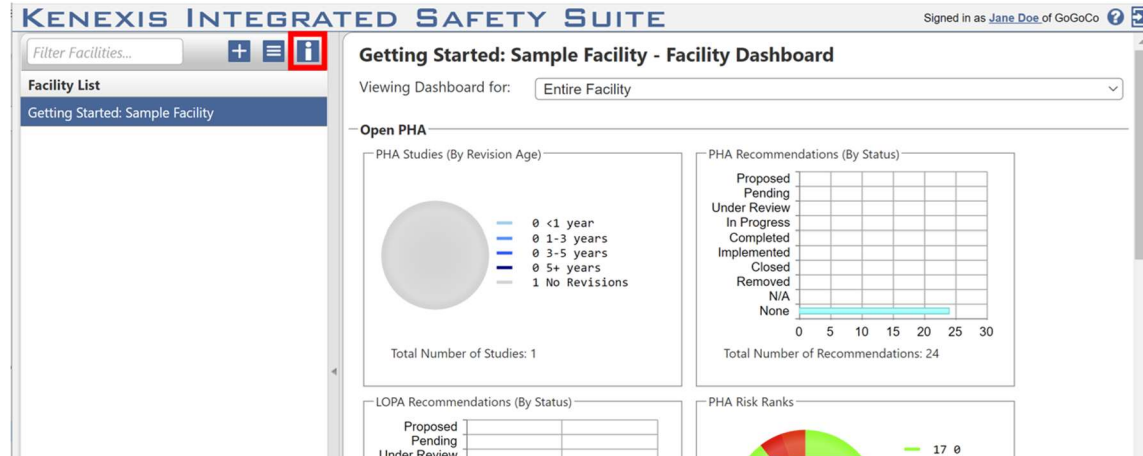 KENEXIS INTEGRATED SAFETY SUITE
Signed in as Jane Doe of GoGoCo
Filter Facilities...
Facility List
Getting Started: Sample Facility
Getting Started: Sample Facility - Facility Dashboard
Viewing Dashboard for: Entire Facility
Open PHA
PHA Studies (By Revision Age)
0 <1 year
0 1-3 years
0 3-5 years
0 5+ years
1 No Revisions
Total Number of Studies: 1
PHA Recommendations (By Status)
Proposed
Pending
Under Review
In Progress
Completed
Implemented
Closed
Removed
N/A
None
0 5 10 15 20 25 30
Total Number of Recommendations: 24
LOPA Recommendations (By Status)
Proposed
Pending
Under Review
PHA Risk Ranks
17 0